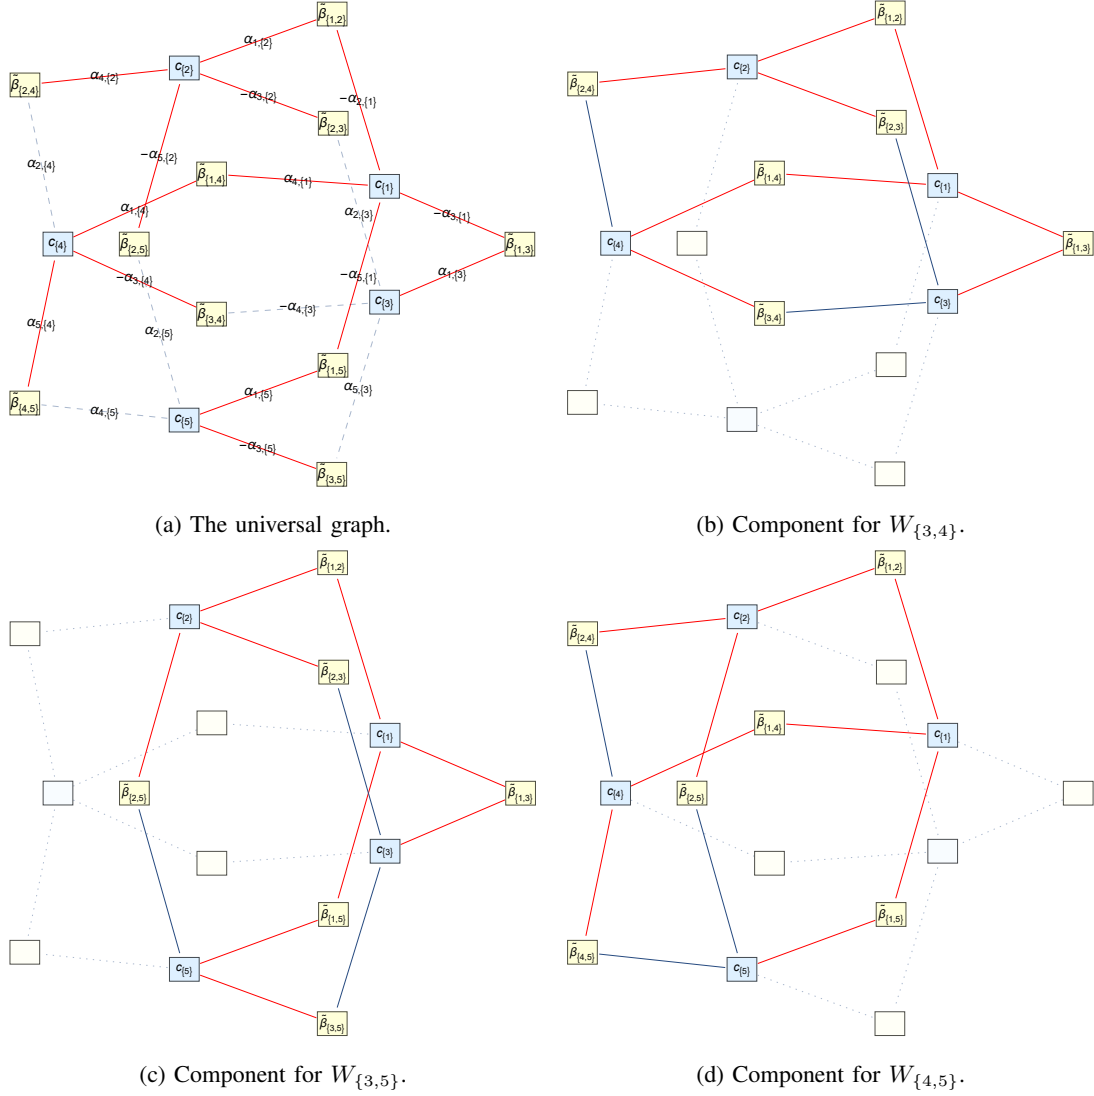 β̃{1,2}
α1,{2}
c{2}
α4,{2}
β̃{2,4}
−α3,{2}
−α2,{1}
β̃{2,3}
−α5,{2}
α2,{4}
β̃{1,4}
α4,{1}
c{1}
α1,{4}
α2,{3}
−α3,{1}
c{4}
β̃{2,5}
β̃{1,3}
−α3,{4}
−α5,{1}
α1,{3}
c{3}
β̃{3,4}
−α4,{3}
α5,{4}
α2,{5}
β̃{1,5}
α5,{3}
α1,{5}
β̃{4,5}
α4,{5}
c{5}
−α3,{5}
β̃{3,5}
(a) The universal graph.
β̃{1,2}
c{2}
β̃{2,4}
β̃{2,3}
β̃{1,4}
c{1}
c{4}
β̃{1,3}
c{3}
β̃{3,4}
(b) Component for W{3,4}.
β̃{1,2}
c{2}
β̃{2,3}
c{1}
β̃{2,5}
β̃{1,3}
c{3}
β̃{1,5}
c{5}
β̃{3,5}
(c) Component for W{3,5}.
β̃{1,2}
c{2}
β̃{2,4}
β̃{1,4}
c{1}
c{4}
β̃{2,5}
β̃{1,5}
β̃{4,5}
c{5}
(d) Component for W{4,5}.